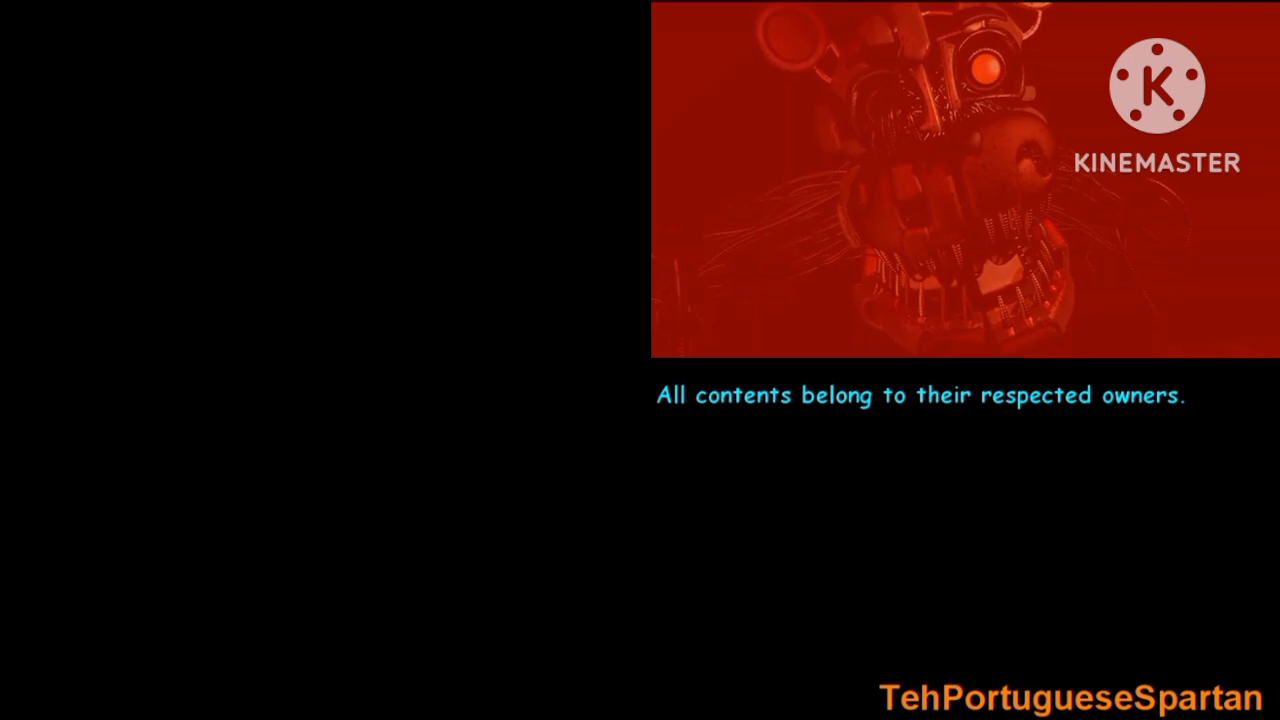 K
KINEMASTER
All contents belong to their respected owners.
TehPortugueseSpartan